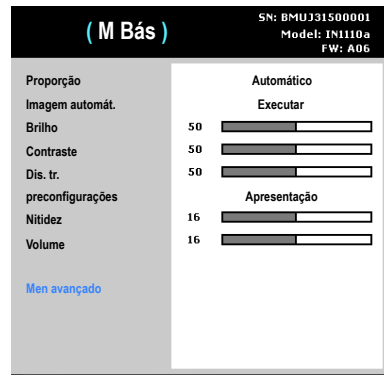 ( M Bás )
SN: BMUJ31500001
Model: IN1110a
FW: A06
Proporção Automático
Imagem automát. Executar
Brilho 50
Contraste 50
Dis. tr. 50
preconfigurações Apresentação
Nitidez 16
Volume 16
Men avançado